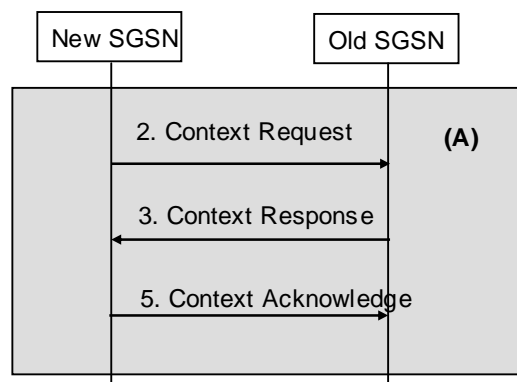 New SGSN
Old SGSN
2. Context Request
(A)
3. Context Response
5. Context Acknowledge